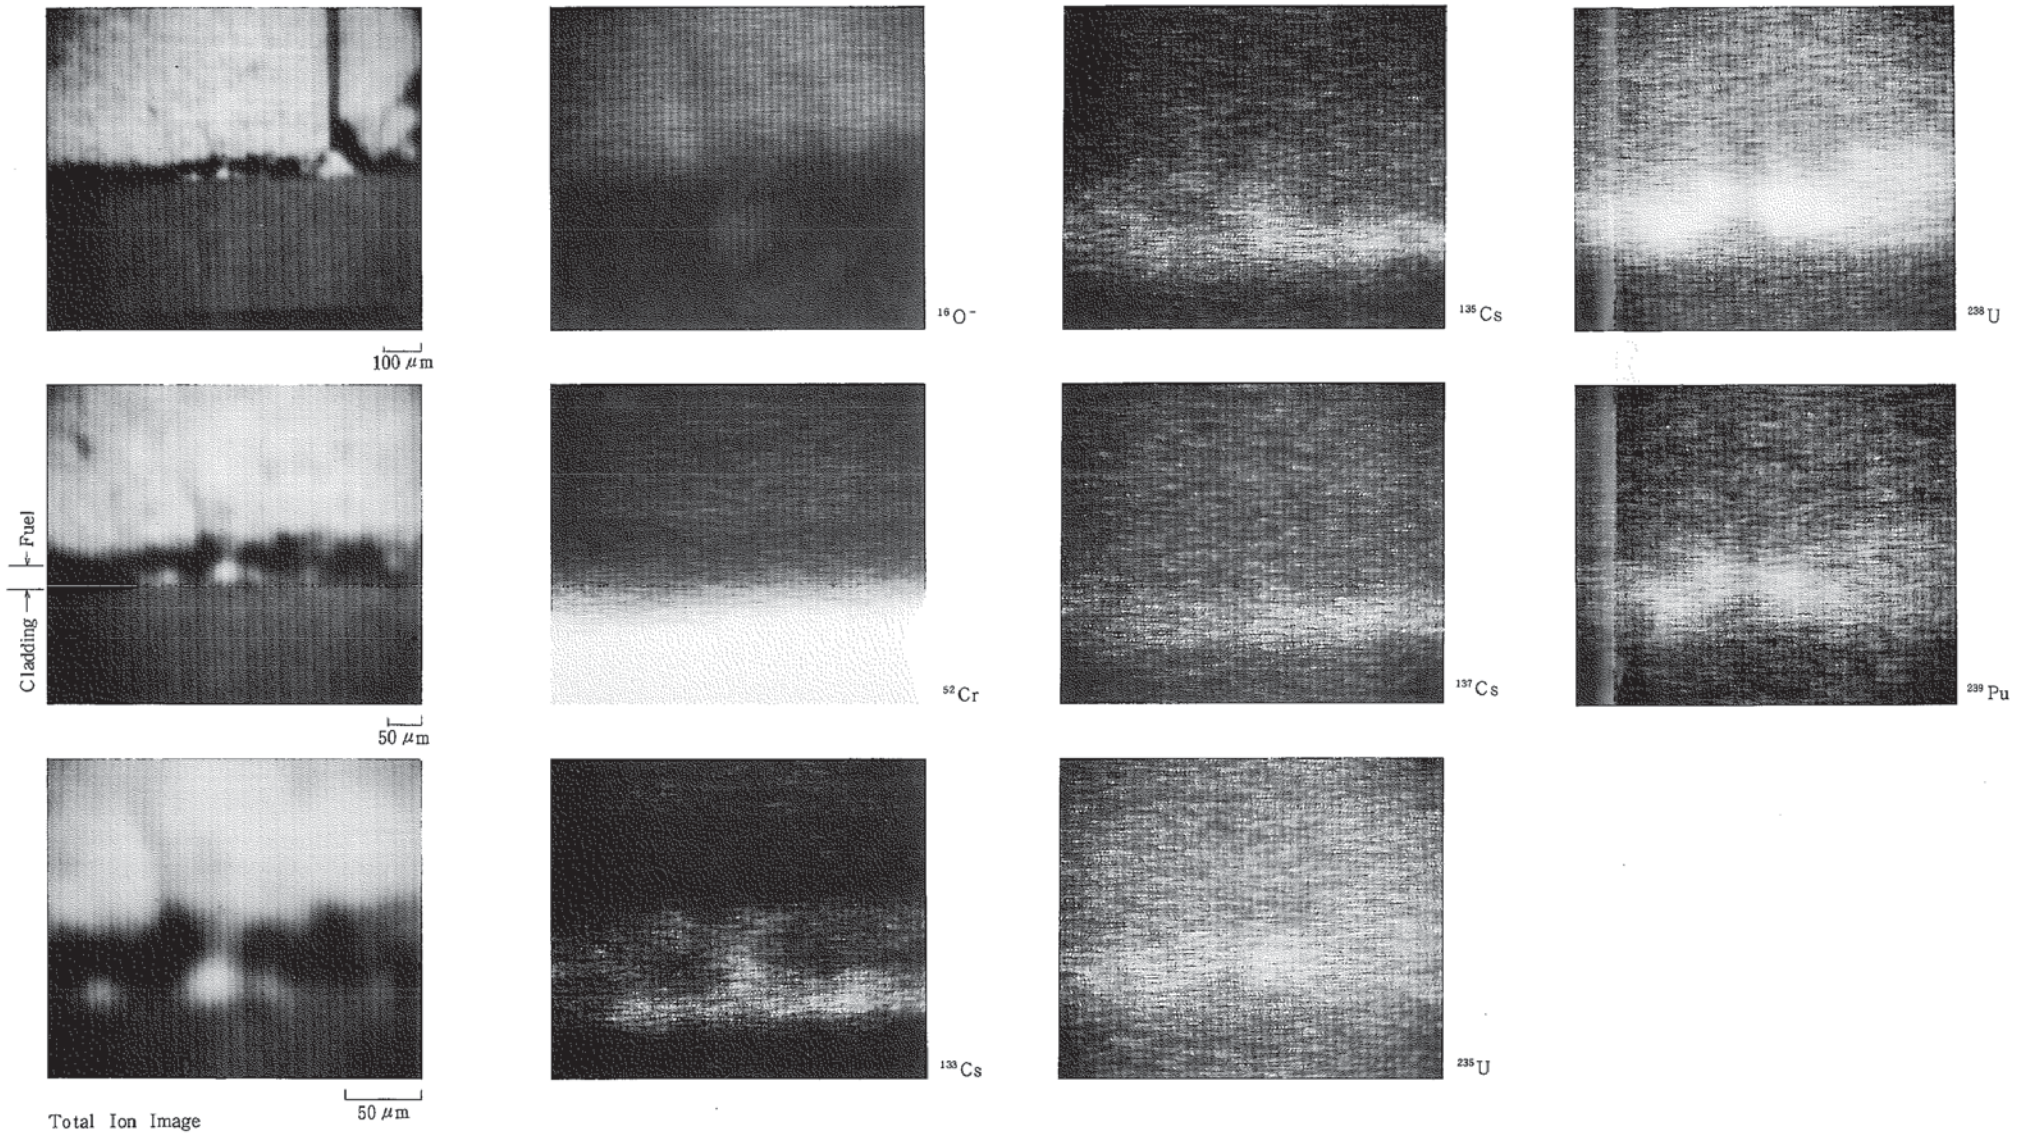 100 μm
¹⁶O⁻
¹³⁵Cs
²³⁸U
Fuel
Cladding
50 μm
⁵²Cr
¹³⁷Cs
²³⁹Pu
50 μm
Total Ion Image
¹³³Cs
²³⁵U